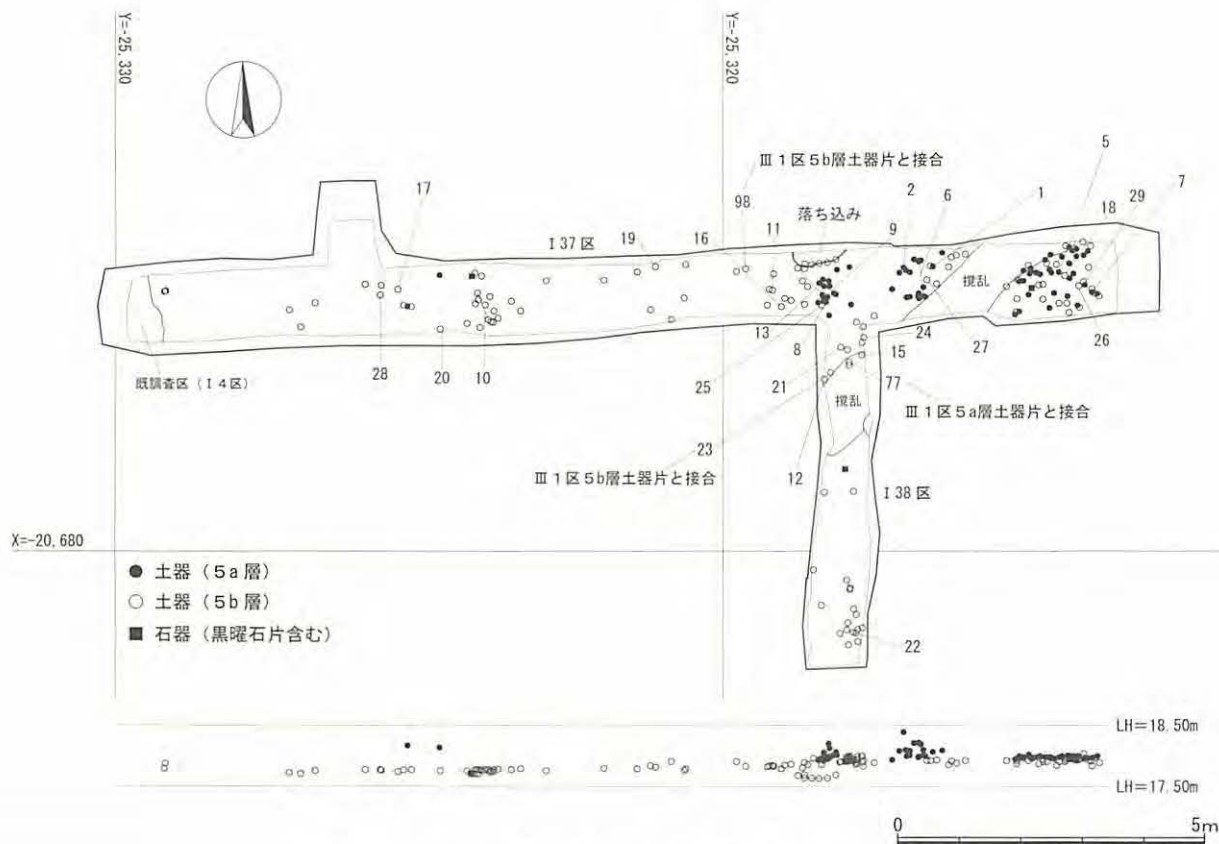 Y=-25,330
Y=-25,320
Ⅲ1区5b層土器片と接合
5
17
98
2
1
29
7
落ち込み
6
18
Ⅰ37区
19
16
11
9
攪乱
13
24
27
26
既調査区(Ⅰ4区)
28
20
10
8
21
15
25
77
攪乱
Ⅲ1区5a層土器片と接合
23
Ⅲ1区5b層土器片と接合
12
Ⅰ38区
X=-20,680
● 土器(5a層)
○ 土器(5b層)
■ 石器(黒曜石片含む)
22
LH=18,50m
LH=17,50m
0
5m